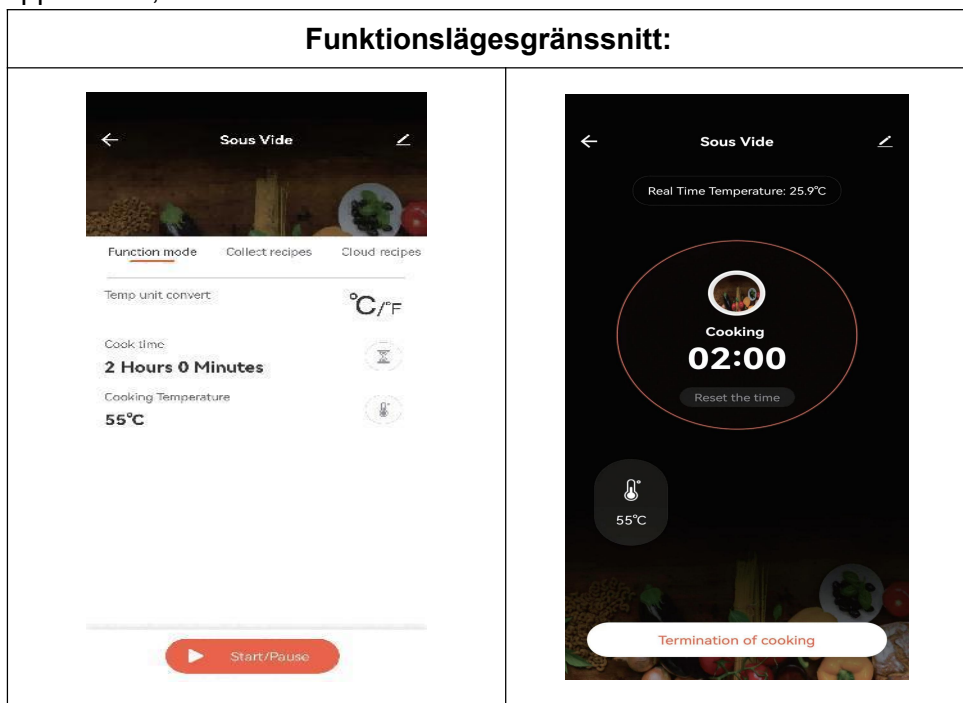 Funktionslägesgränssnitt:
Sous Vide
Function mode Collect recipes Cloud recipes
Temp unit convert
°C/°F
Cook time
2 Hours 0 Minutes
Cooking Temperature
55°C
Start/Pause
Sous Vide
Real Time Temperature: 25.9°C
Cooking
02:00
Reset the time
55°C
Termination of cooking